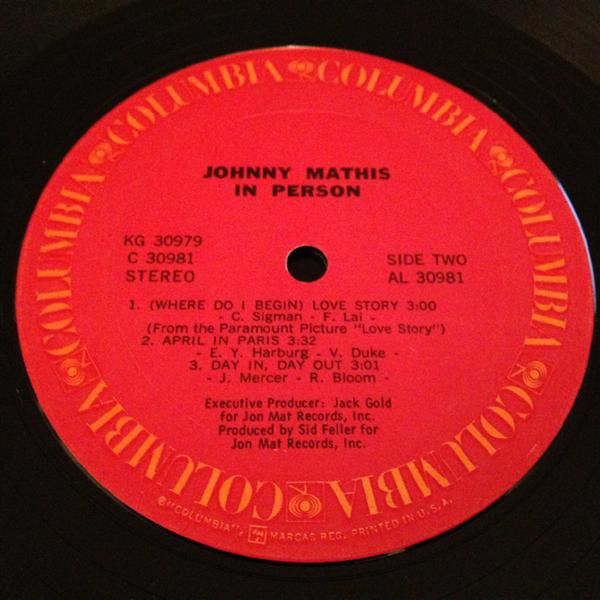 COLUMBIA COLUMBIA COLUMBIA COLUMBIA COLUMBIA COLUMBIA
JOHNNY MATHIS
IN PERSON
KG 30979
C 30981
STEREO
SIDE TWO
AL 30981
1. (WHERE DO I BEGIN) LOVE STORY 3:00
- C. Sigman - F. Lai -
(From the Paramount Picture "Love Story")
2. APRIL IN PARIS 3:32
- E. Y. Harburg - V. Duke -
3. DAY IN, DAY OUT 3:01
- J. Mercer - R. Bloom -
Executive Producer: Jack Gold
for Jon Mat Records, Inc.
Produced by Sid Feller for
Jon Mat Records, Inc.
® "COLUMBIA", MARCAS REG. PRINTED IN U.S.A.